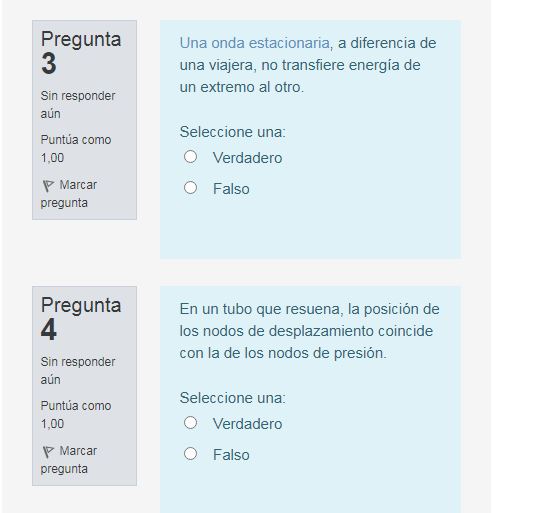 Pregunta
3
Sin responder
aún
Puntúa como
1,00
Marcar
pregunta
Una onda estacionaria, a diferencia de
una viajera, no transfiere energía de
un extremo al otro.
Seleccione una:
Verdadero
Falso
Pregunta
4
Sin responder
aún
Puntúa como
1,00
Marcar
pregunta
En un tubo que resuena, la posición de
los nodos de desplazamiento coincide
con la de los nodos de presión.
Seleccione una:
Verdadero
Falso